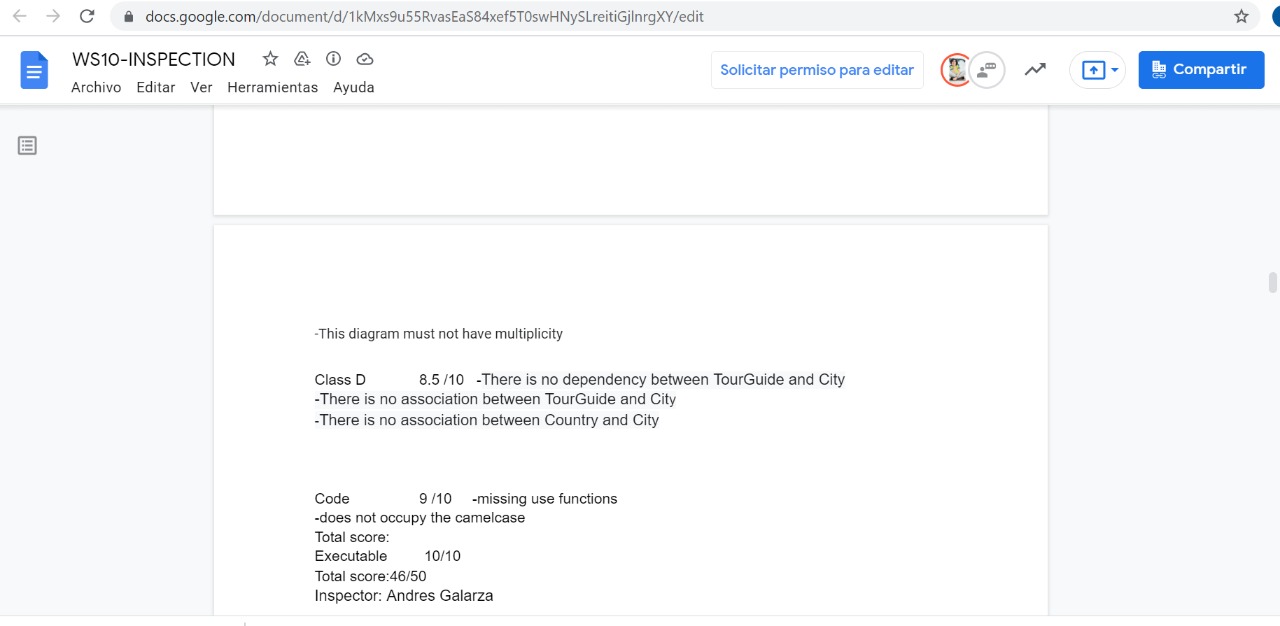 docs.google.com/document/d/1kMxs9u55RvasEaS84xef5T0swHNySLreitiGjlnrgXY/edit
WS10-INSPECTION
Archivo Editar Ver Herramientas Ayuda
Solicitar permiso para editar
Compartir
-This diagram must not have multiplicity
Class D 8.5 /10 -There is no dependency between TourGuide and City
-There is no association between TourGuide and City
-There is no association between Country and City
Code 9 /10 -missing use functions
-does not occupy the camelcase
Total score:
Executable 10/10
Total score:46/50
Inspector: Andres Galarza